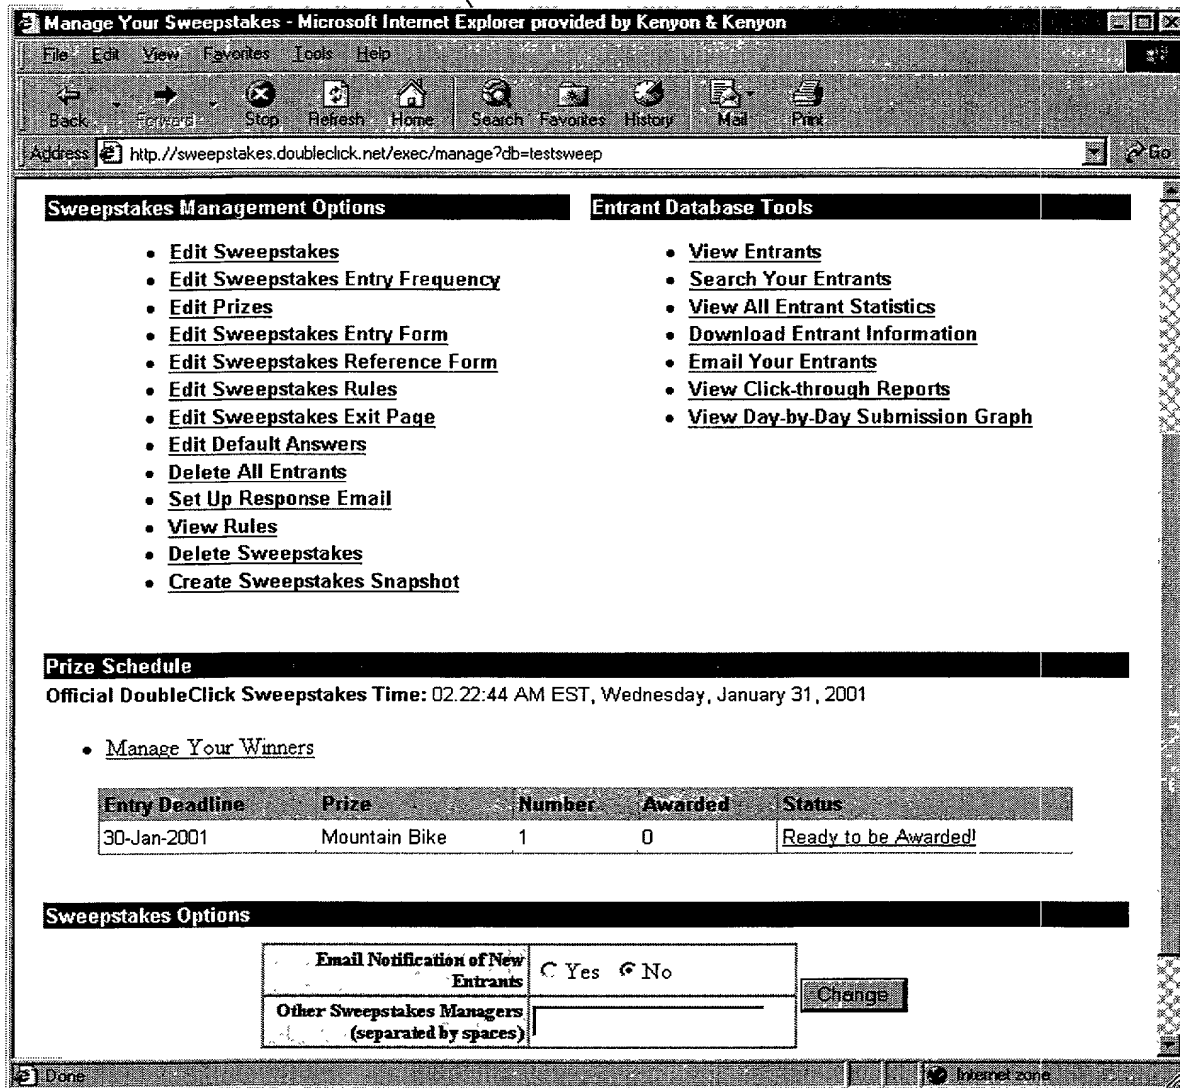 Manage Your Sweepstakes - Microsoft Internet Explorer provided by Kenyon & Kenyon
File Edit View Favorites Tools Help
Back Forward Stop Refresh Home Search Favorites History Mail Print
Address http://sweepstakes.doubleclick.net/exec/manage?db=testsweep Go
Sweepstakes Management Options
• Edit Sweepstakes
• Edit Sweepstakes Entry Frequency
• Edit Prizes
• Edit Sweepstakes Entry Form
• Edit Sweepstakes Reference Form
• Edit Sweepstakes Rules
• Edit Sweepstakes Exit Page
• Edit Default Answers
• Delete All Entrants
• Set Up Response Email
• View Rules
• Delete Sweepstakes
• Create Sweepstakes Snapshot
Entrant Database Tools
• View Entrants
• Search Your Entrants
• View All Entrant Statistics
• Download Entrant Information
• Email Your Entrants
• View Click-through Reports
• View Day-by-Day Submission Graph
Prize Schedule
Official DoubleClick Sweepstakes Time: 02.22:44 AM EST, Wednesday, January 31, 2001
• Manage Your Winners
Entry Deadline Prize Number Awarded Status
30-Jan-2001 Mountain Bike 1 0 Ready to be Awarded!
Sweepstakes Options
Email Notification of New
Entrants
Yes No
Other Sweepstakes Managers
(separated by spaces)
Change
Done Internet zone